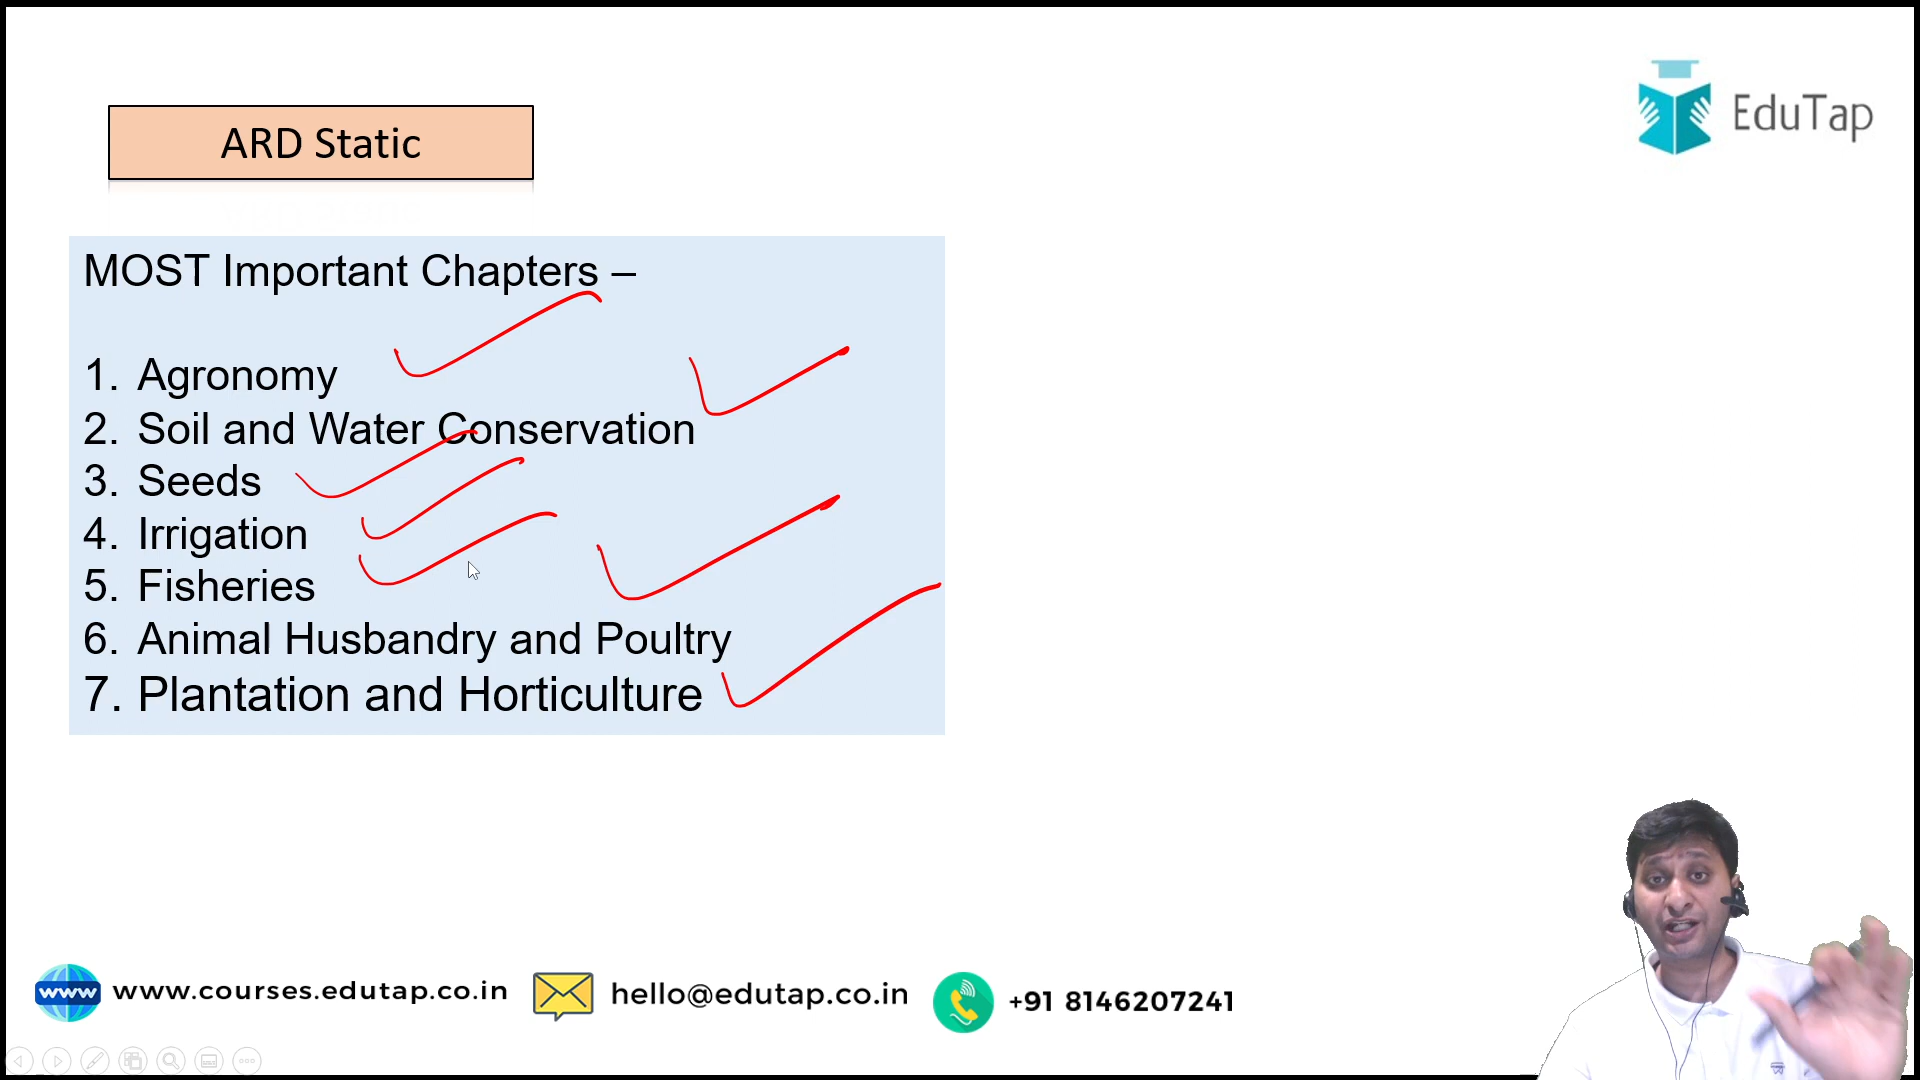 EduTap
ARD Static
MOST Important Chapters –
1. Agronomy
2. Soil and Water Conservation
3. Seeds
4. Irrigation
5. Fisheries
6. Animal Husbandry and Poultry
7. Plantation and Horticulture
www www.courses.edutap.co.in hello@edutap.co.in +91 8146207241